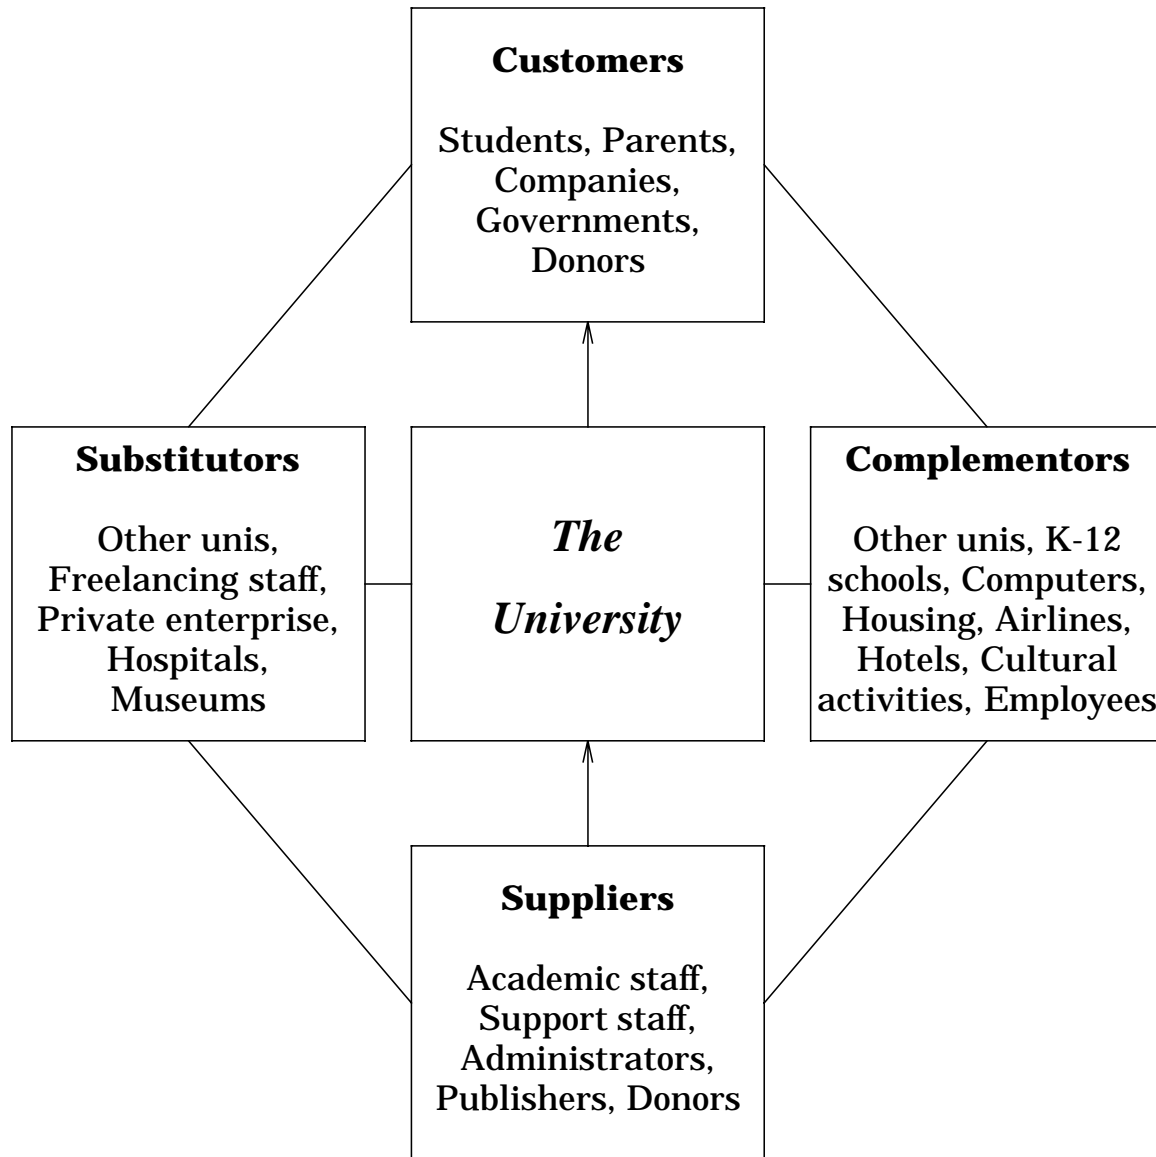 Customers
Students, Parents,
Companies,
Governments,
Donors
Substitutors
Other unis,
Freelancing staff,
Private enterprise,
Hospitals,
Museums
The
University
Complementors
Other unis, K-12
schools, Computers,
Housing, Airlines,
Hotels, Cultural
activities, Employees
Suppliers
Academic staff,
Support staff,
Administrators,
Publishers, Donors